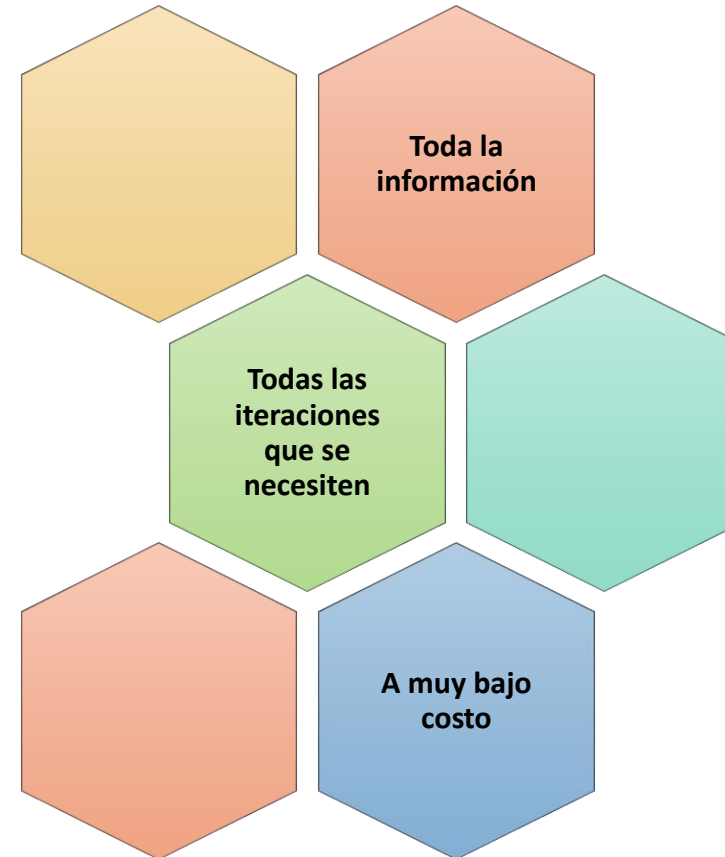 Toda la
información
Todas las
iteraciones
que se
necesiten
A muy bajo
costo